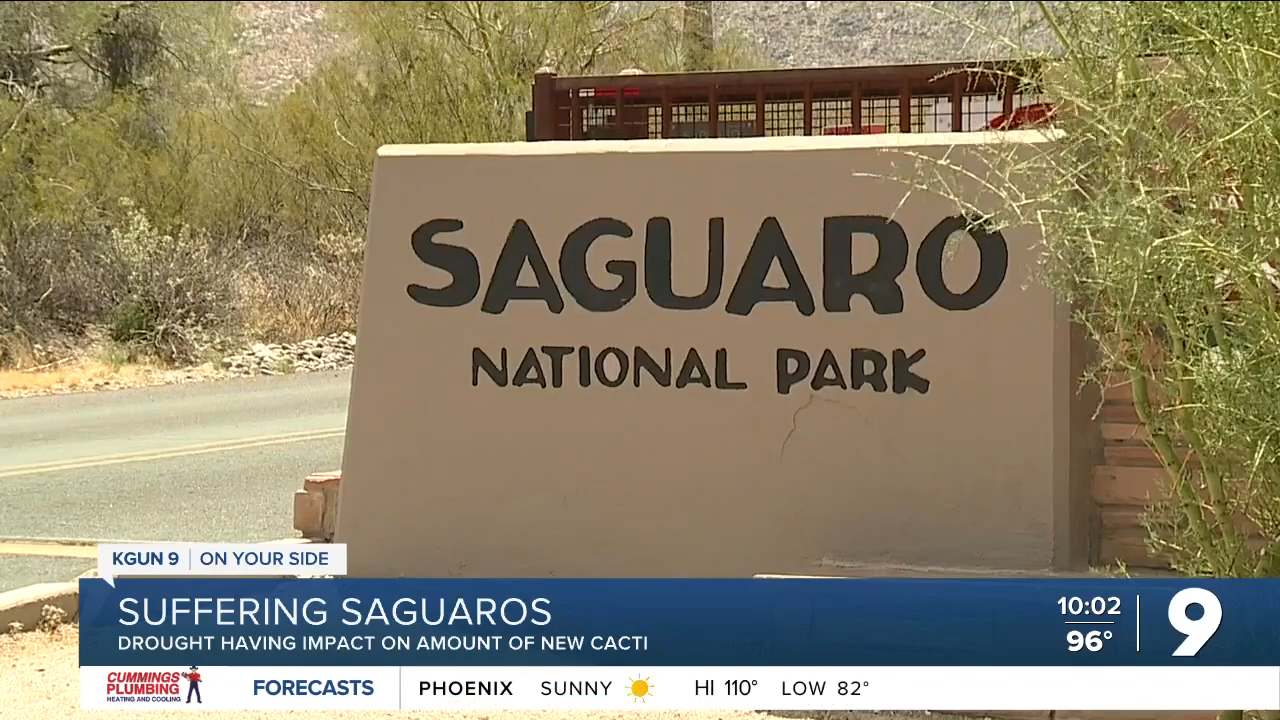 SAGUARO
NATIONAL PARK
KGUN 9 | ON YOUR SIDE
SUFFERING SAGUAROS
DROUGHT HAVING IMPACT ON AMOUNT OF NEW CACTI
10:02
96°
9
CUMMINGS
PLUMBING
HEATING AND COOLING
FORECASTS
PHOENIX SUNNY HI 110° LOW 82°